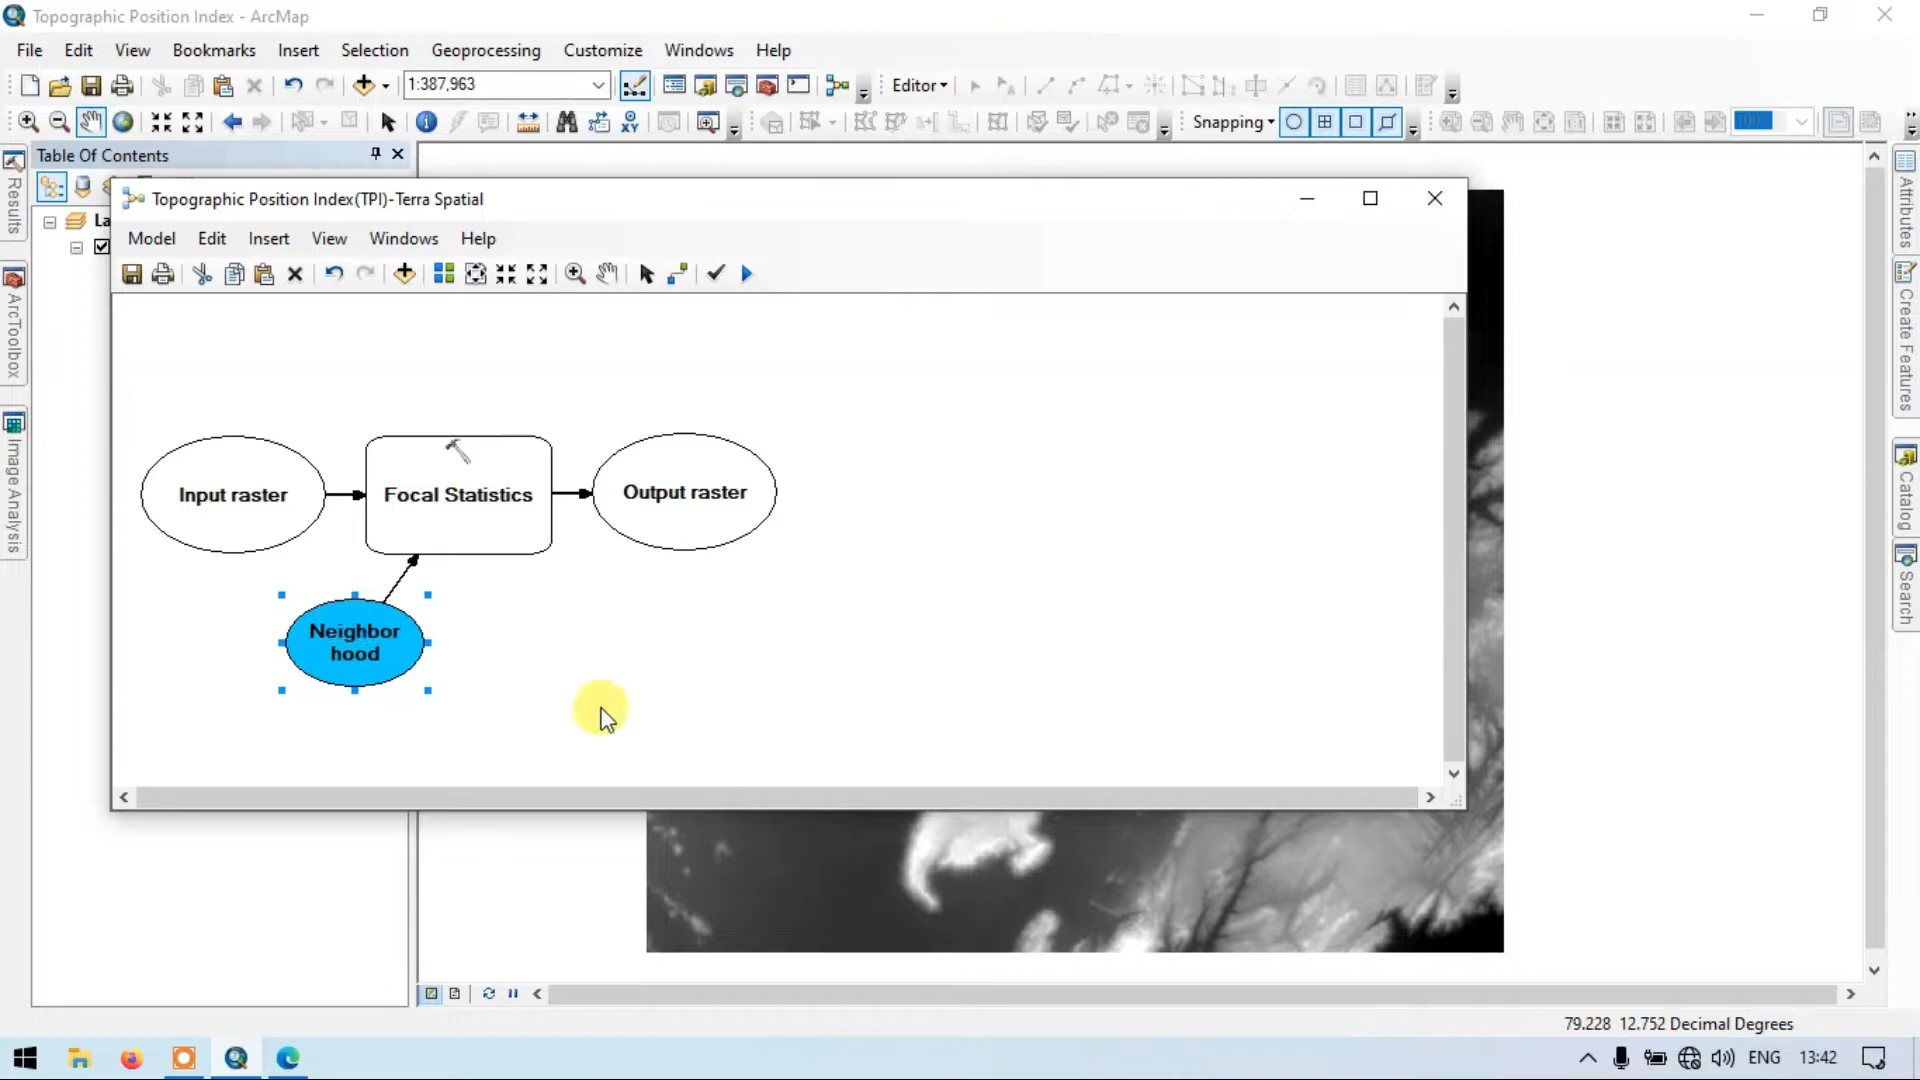 Topographic Position Index - ArcMap
File Edit View Bookmarks Insert Selection Geoprocessing Customize Windows Help
1:387,963 Editor
Snapping 100
Table Of Contents
La
Results
ArcToolbox
Image Analysis
Topographic Position Index(TPI)-Terra Spatial
Model Edit Insert View Windows Help
Input raster
Focal Statistics
Output raster
Neighbor
hood
Attributes
Create Features
Catalog
Search
79.228 12.752 Decimal Degrees
ENG 13:42